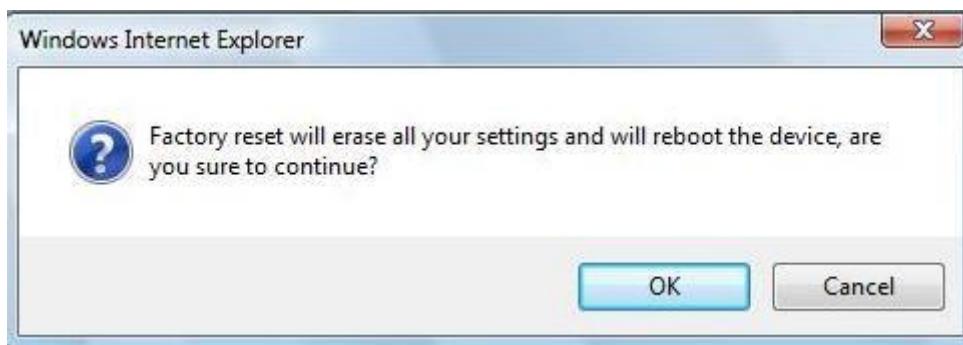 Windows Internet Explorer
Factory reset will erase all your settings and will reboot the device, are
you sure to continue?
OK
Cancel